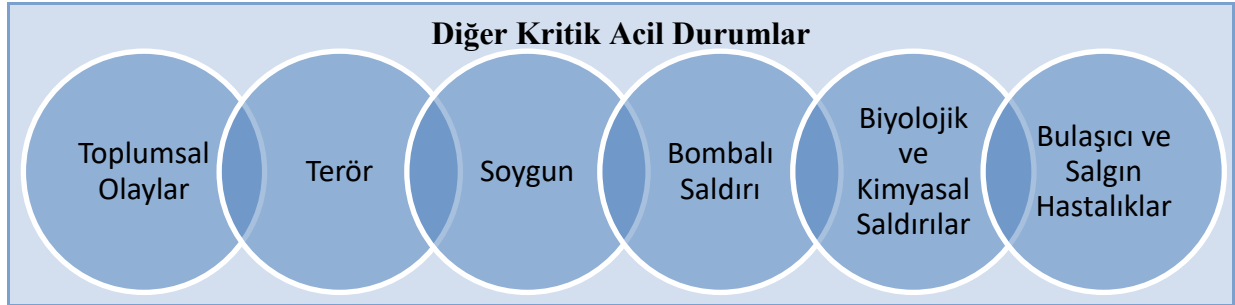 Diğer Kritik Acil Durumlar
Toplumsal
Olaylar
Terör
Soygun
Bombalı
Saldırı
Biyolojik
ve
Kimyasal
Saldırılar
Bulaşıcı ve
Salgın
Hastalıklar